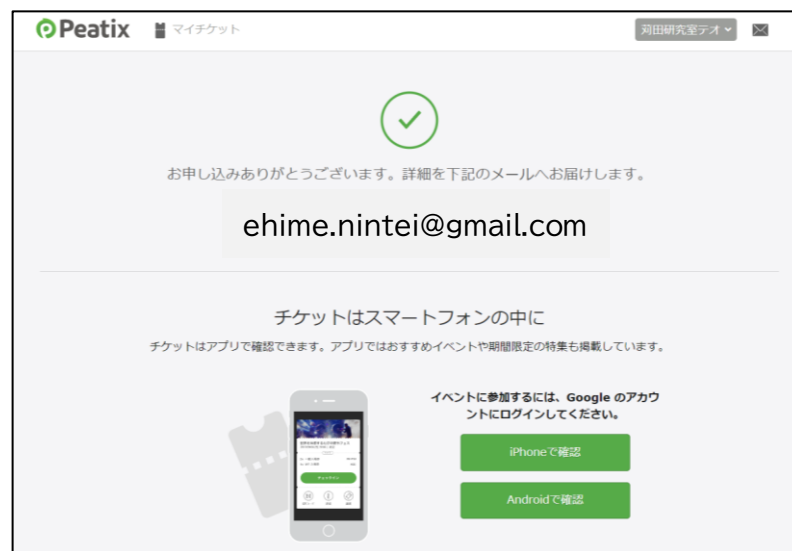 Peatix
マイチケット
苅田研究室テオ
お申し込みありがとうございます。詳細を下記のメールへお届けします。
ehime.nintei@gmail.com
チケットはスマートフォンの中に
チケットはアプリで確認できます。アプリではおすすめイベントや期間限定の特集も掲載しています。
イベントに参加するには、Google のアカウ
ントにログインしてください。
iPhoneで確認
Androidで確認